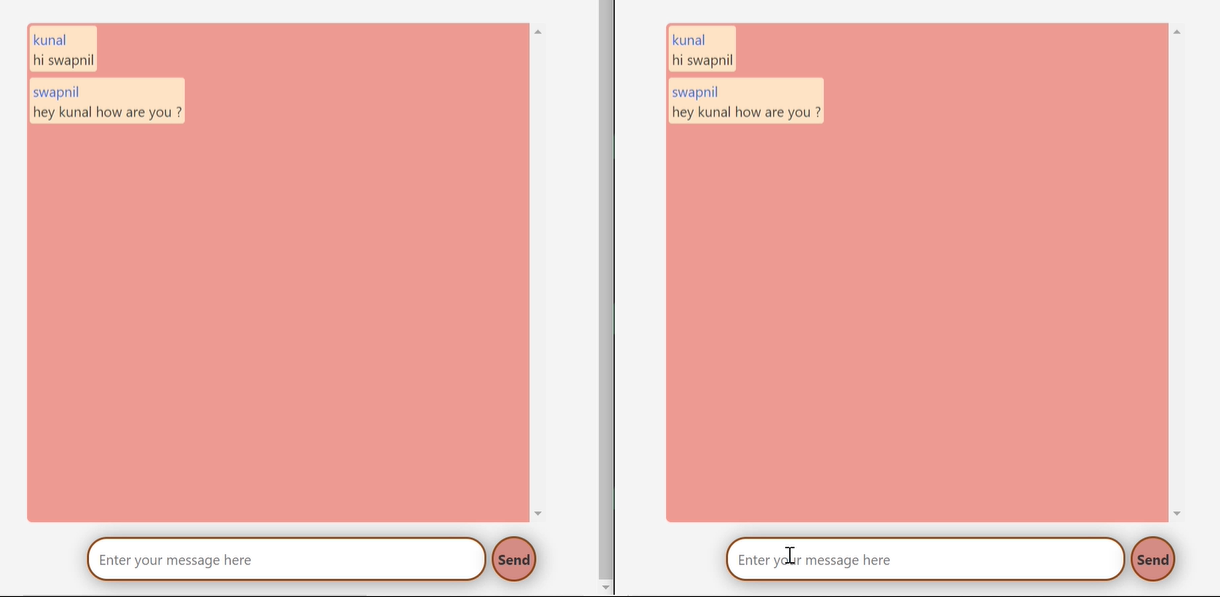 kunal
hi swapnil
swapnil
hey kunal how are you ?
Enter your message here
Send
kunal
hi swapnil
swapnil
hey kunal how are you ?
Enter your message here
Send